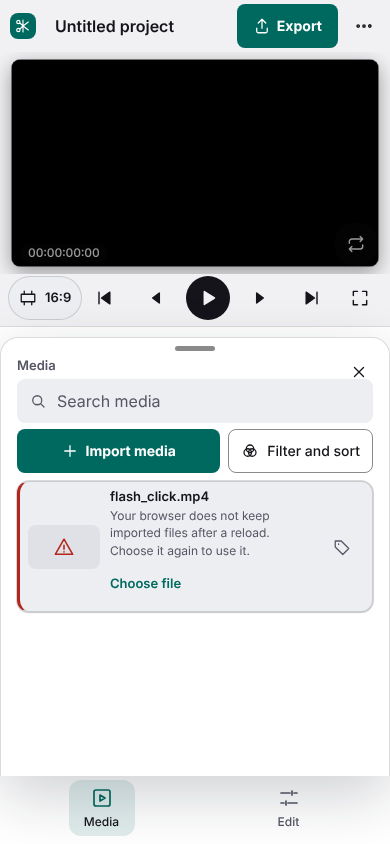 Untitled project
Export
00:00:00:00
16:9
Media
Search media
Import media
Filter and sort
flash_click.mp4
Your browser does not keep
imported files after a reload.
Choose it again to use it.
Choose file
Media
Edit